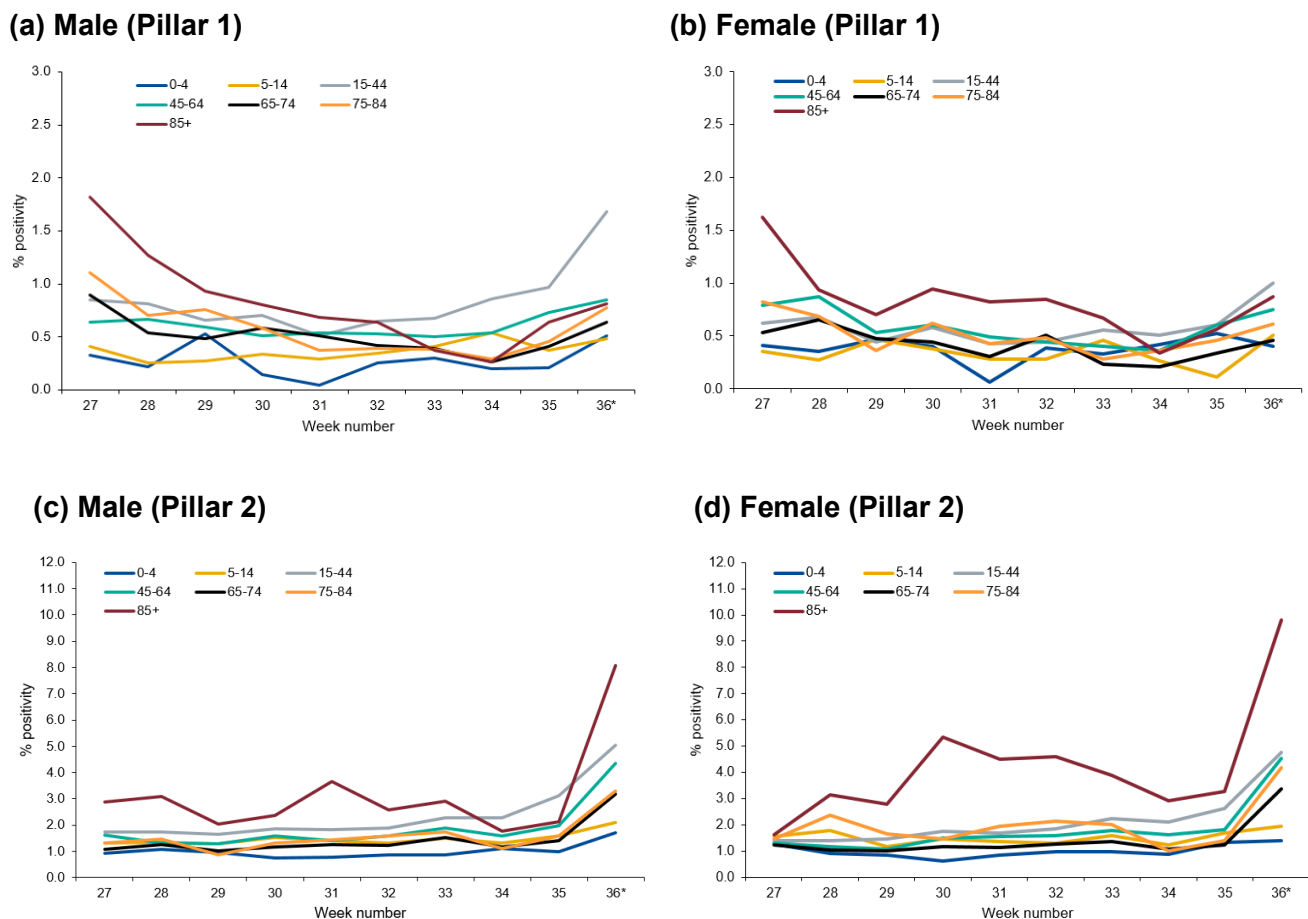 (a) Male (Pillar 1)
3.0
2.5
2.0
1.5
1.0
0.5
0.0
% positivity
0-4 5-14 15-44
45-64 65-74 75-84
85+
27 28 29 30 31 32 33 34 35 36*
Week number
(b) Female (Pillar 1)
3.0
2.5
2.0
1.5
1.0
0.5
0.0
% positivity
0-4 5-14 15-44
45-64 65-74 75-84
85+
27 28 29 30 31 32 33 34 35 36*
Week number
(c) Male (Pillar 2)
12.0
11.0
10.0
9.0
8.0
7.0
6.0
5.0
4.0
3.0
2.0
1.0
0.0
% positivity
0-4 5-14 15-44
45-64 65-74 75-84
85+
27 28 29 30 31 32 33 34 35 36*
Week number
(d) Female (Pillar 2)
12.0
11.0
10.0
9.0
8.0
7.0
6.0
5.0
4.0
3.0
2.0
1.0
0.0
% positivity
0-4 5-14 15-44
45-64 65-74 75-84
85+
27 28 29 30 31 32 33 34 35 36*
Week number